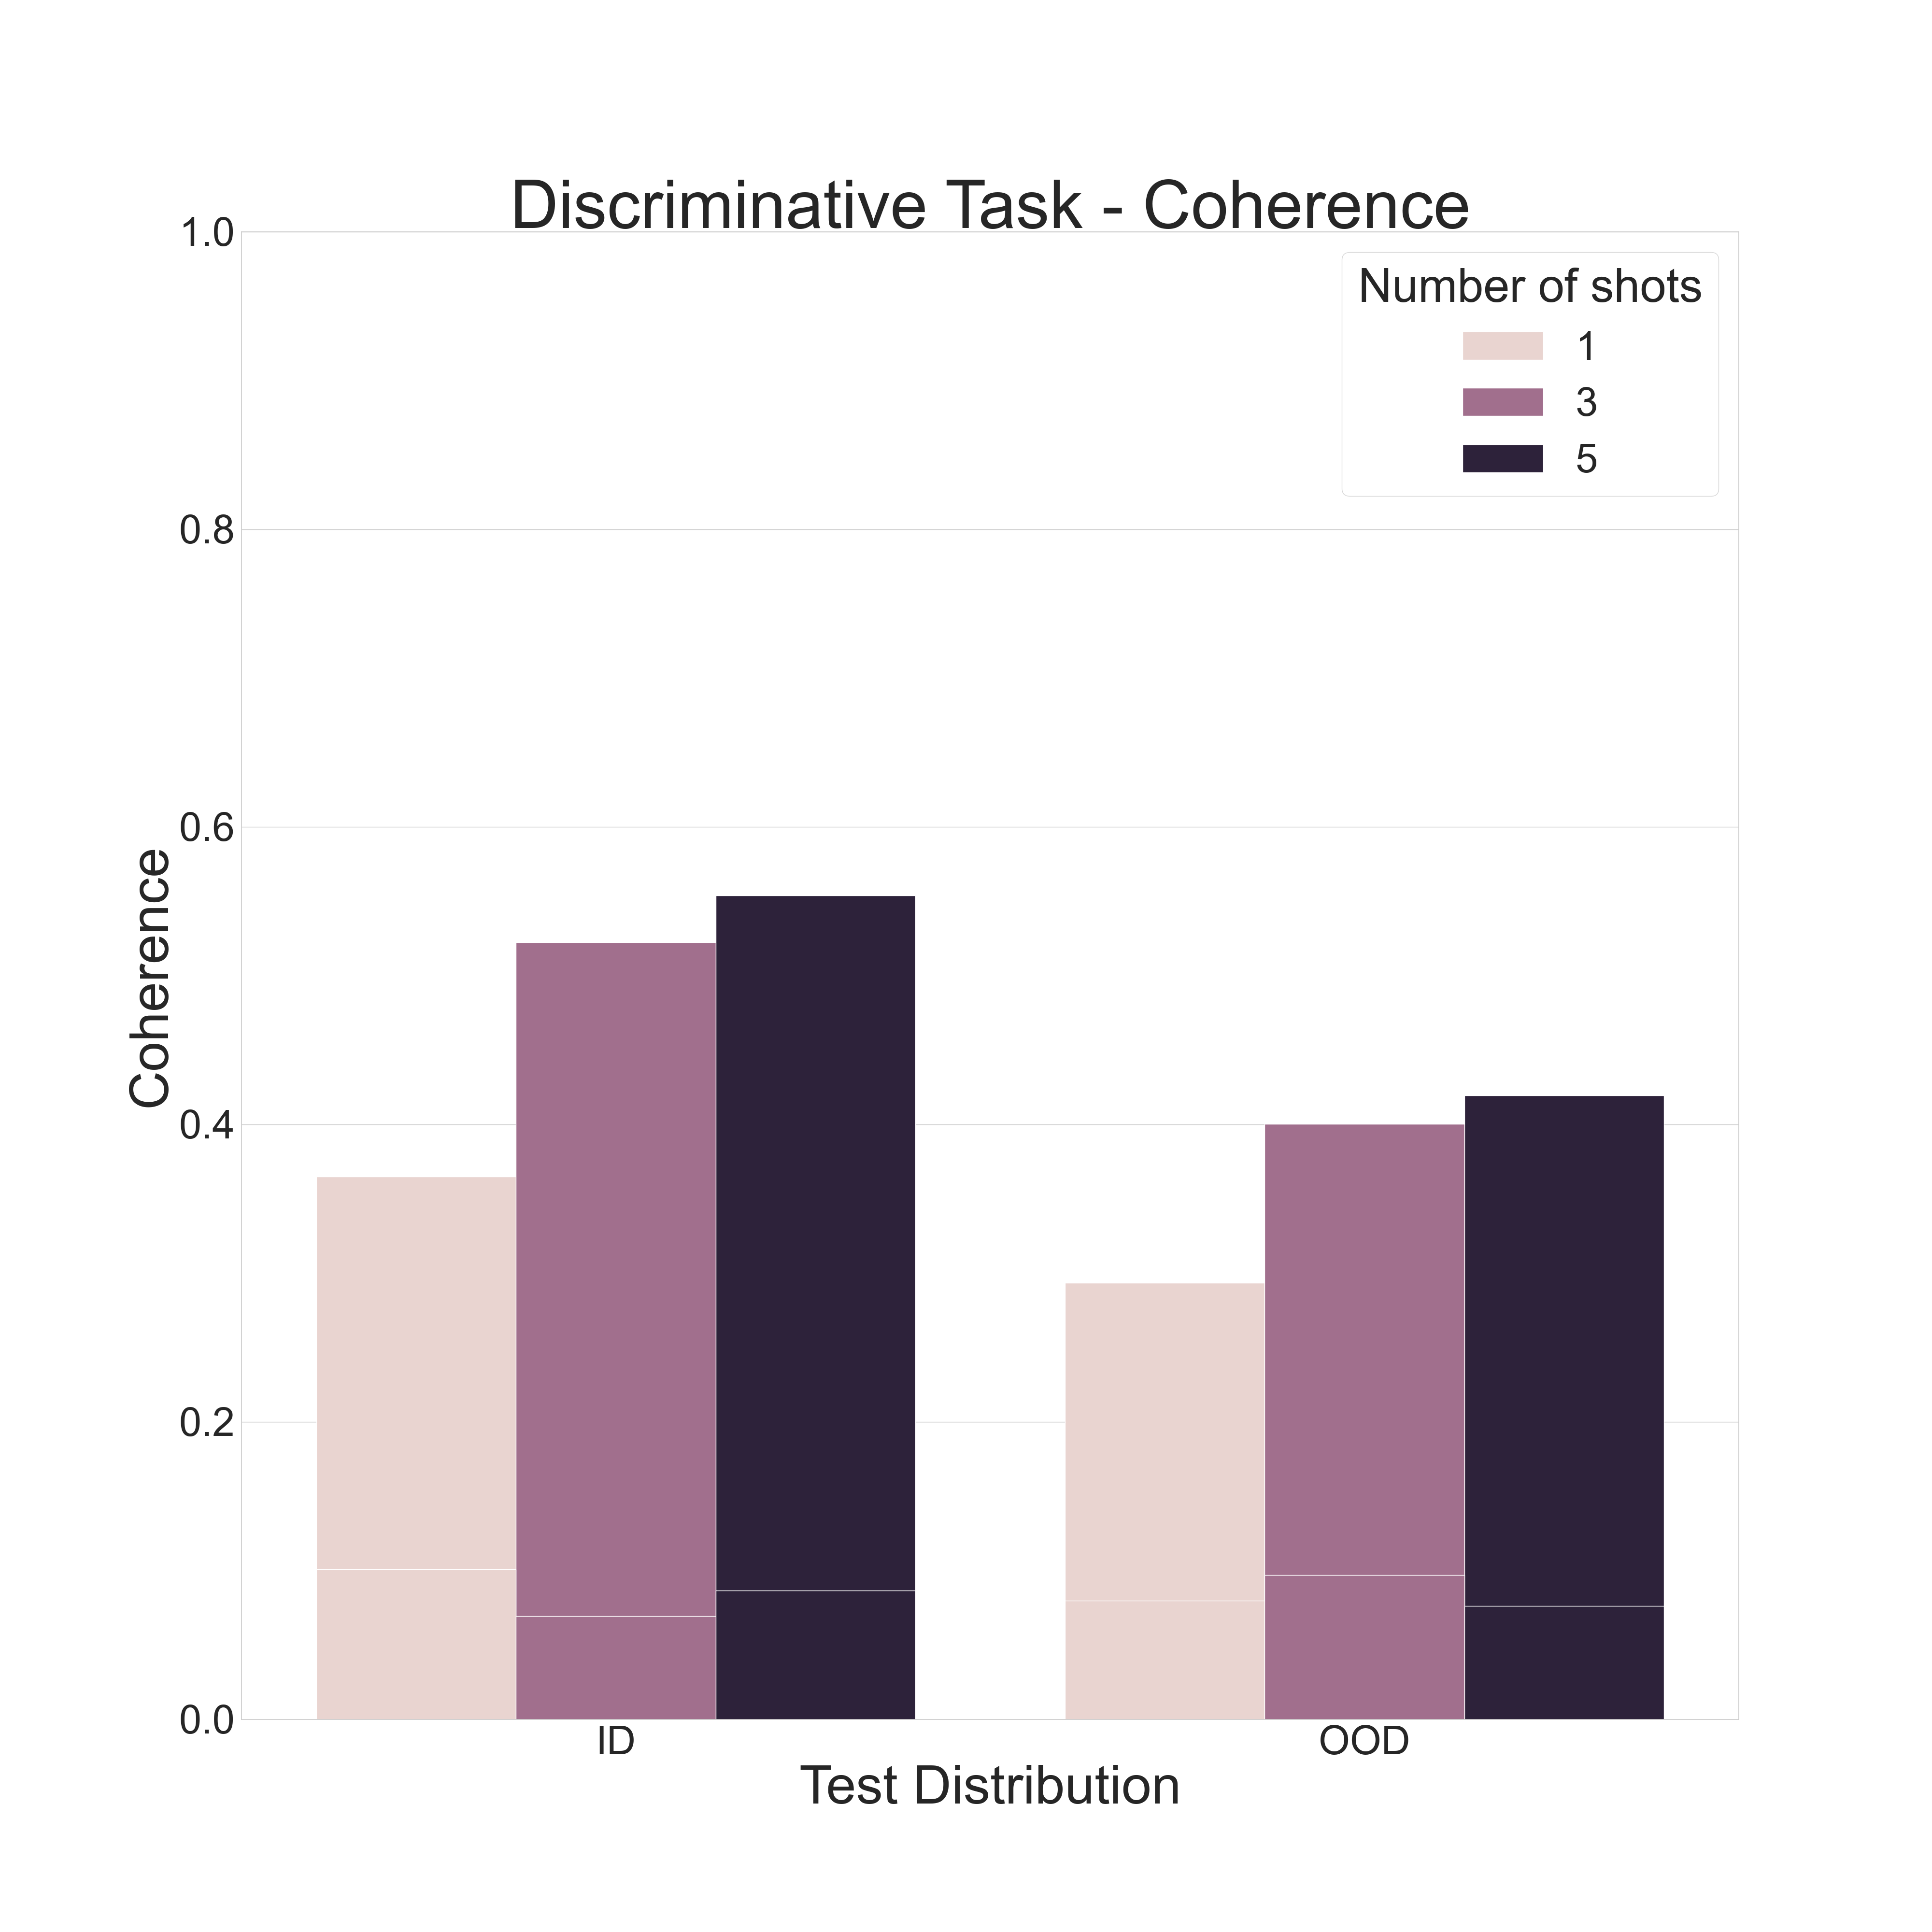 Discriminative Task - Coherence
1.0
0.8
0.6
0.4
0.2
0.0
Coherence
Number of shots
1
3
5
ID
OOD
Test Distribution